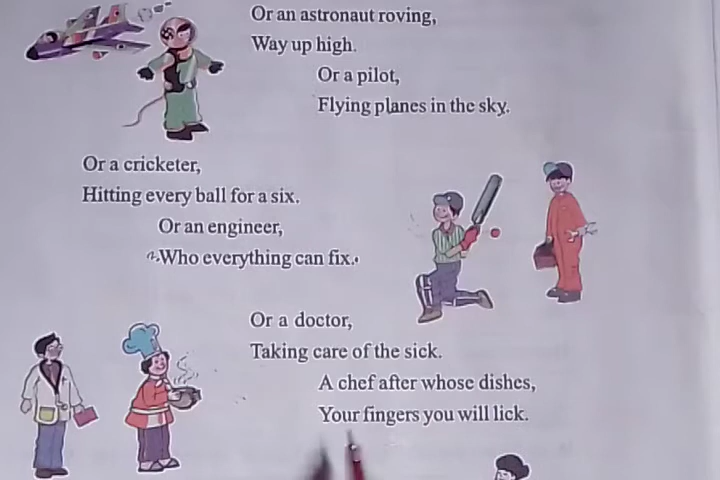 Or an astronaut roving,
Way up high.
Or a pilot,
Flying planes in the sky.
Or a cricketer,
Hitting every ball for a six.
Or an engineer,
Who everything can fix.
Or a doctor,
Taking care of the sick.
A chef after whose dishes,
Your fingers you will lick.